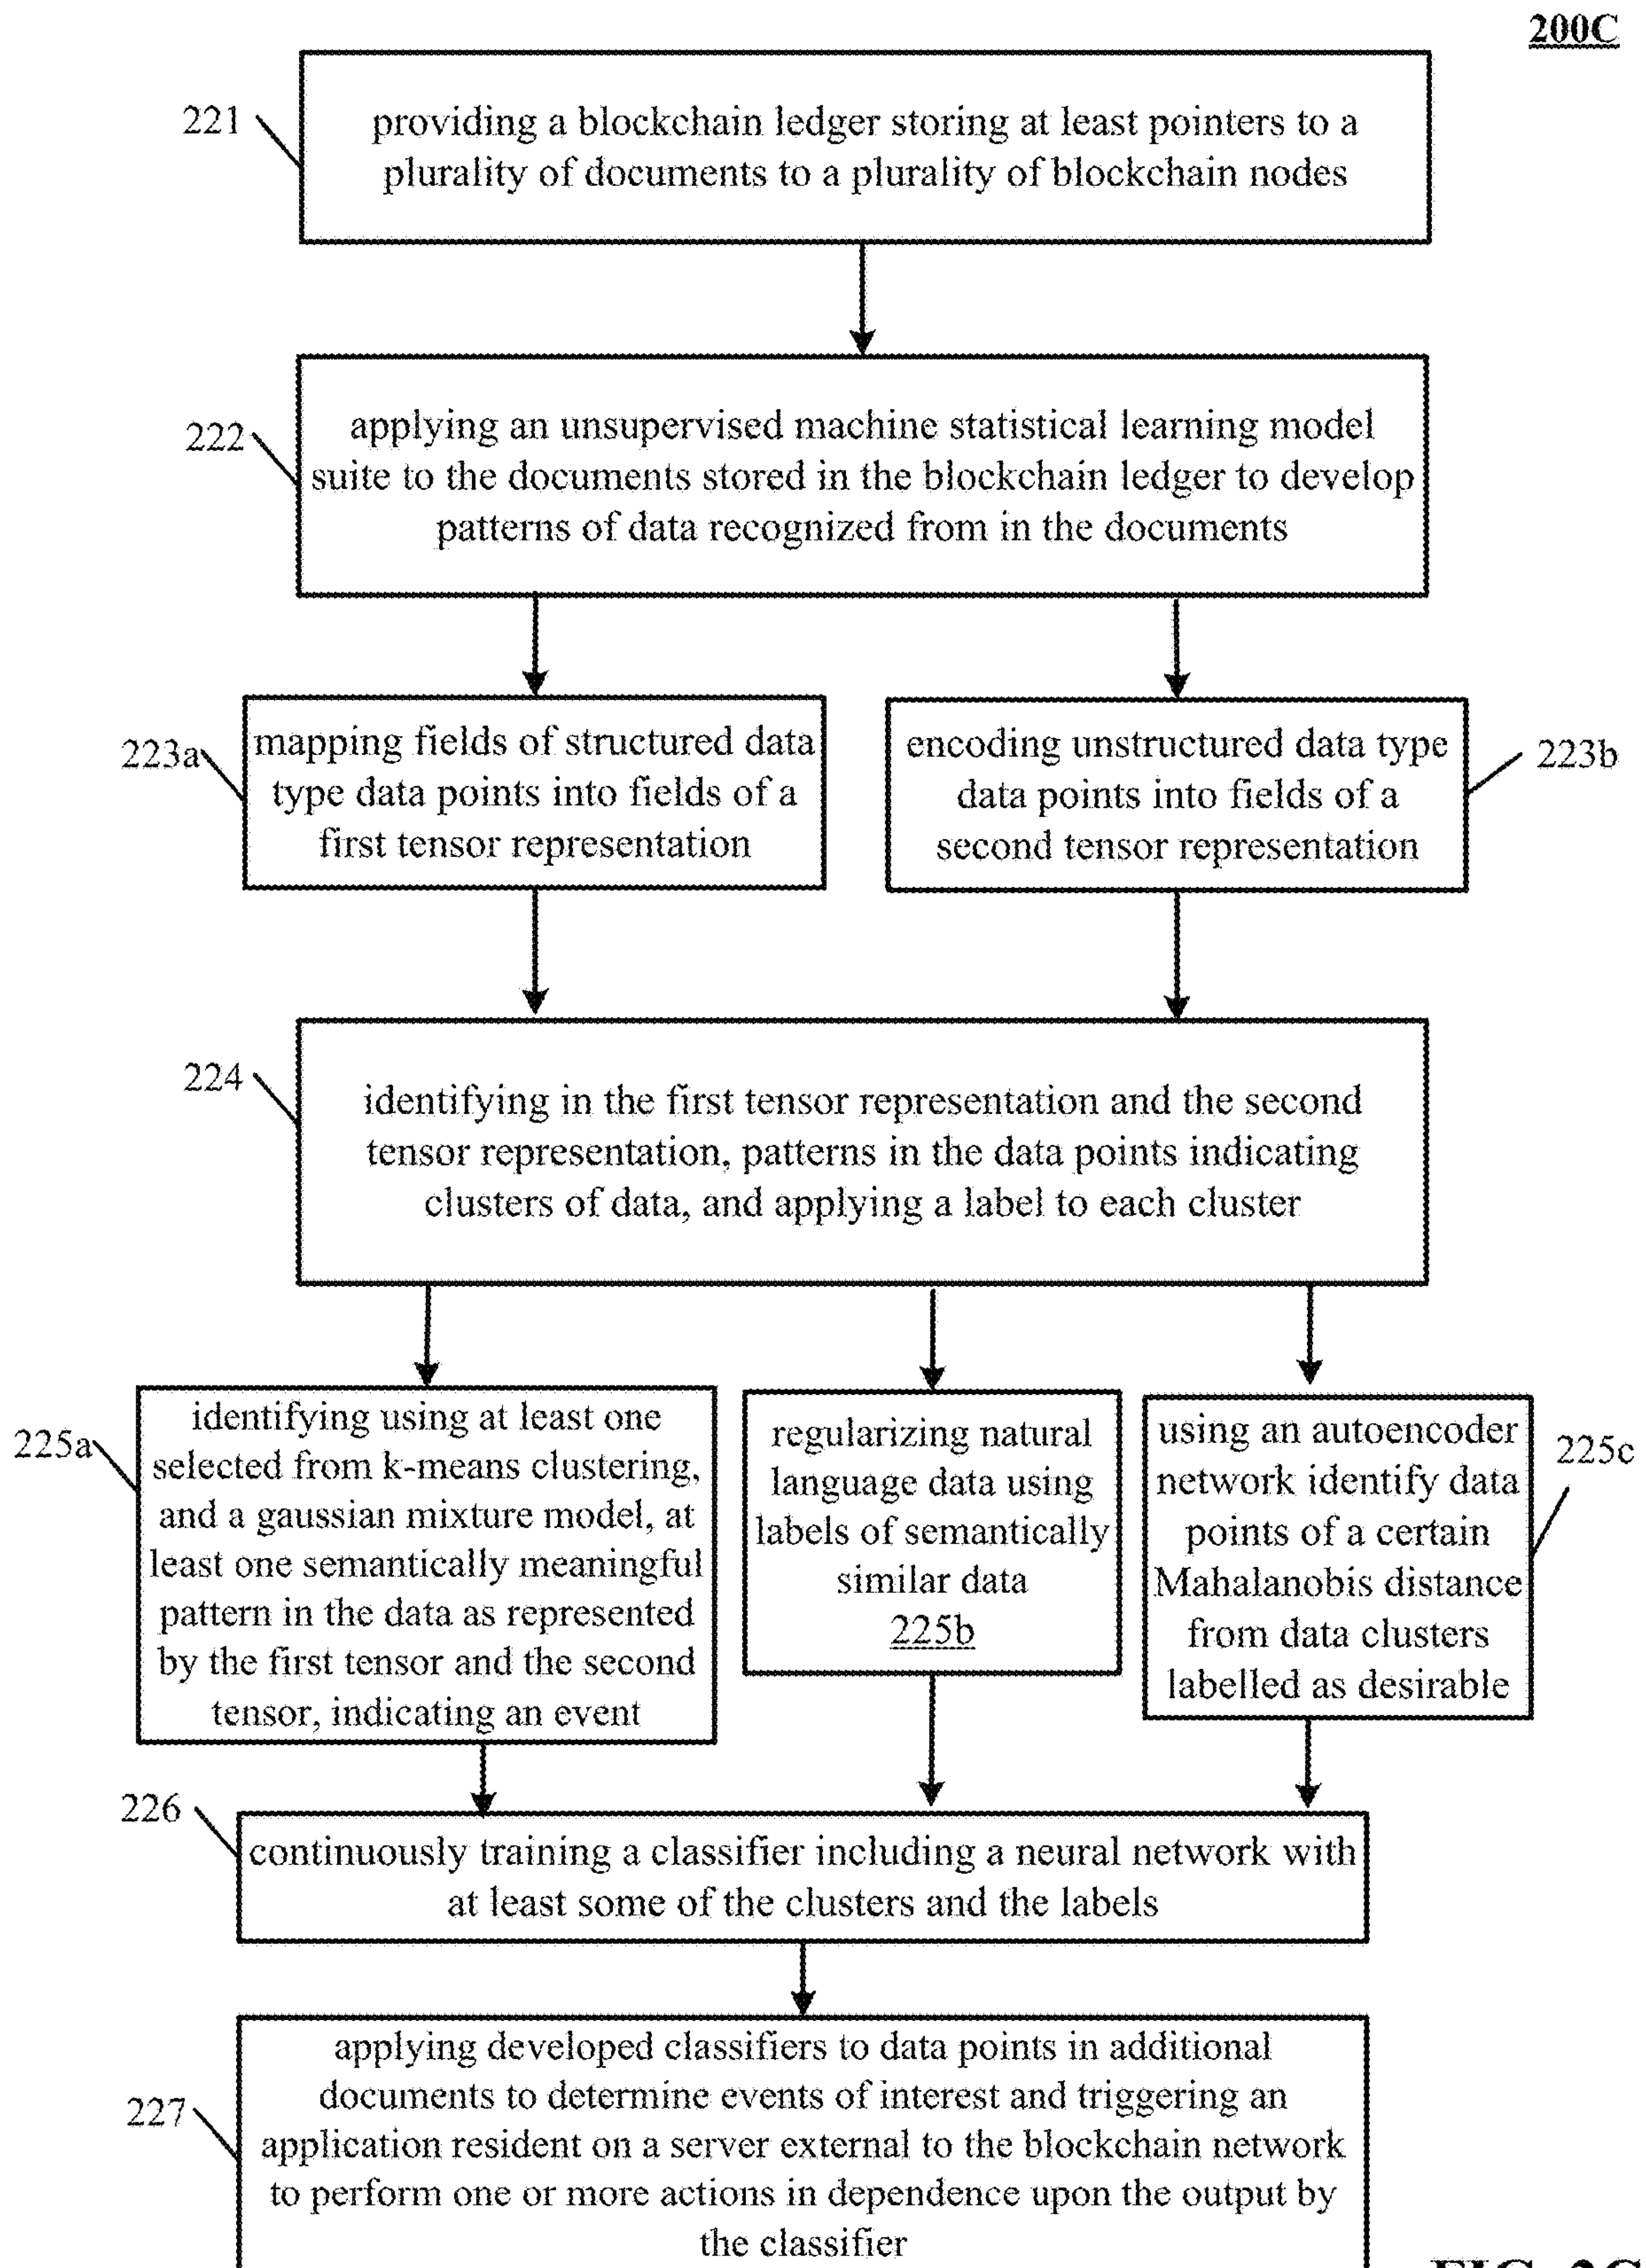 200C
221
providing a blockchain ledger storing at least pointers to a
plurality of documents to a plurality of blockchain nodes
222
applying an unsupervised machine statistical learning model
suite to the documents stored in the blockchain ledger to develop
patterns of data recognized from in the documents
223a
mapping fields of structured data
type data points into fields of a
first tensor representation
encoding unstructured data type
data points into fields of a
second tensor representation
223b
224
identifying in the first tensor representation and the second
tensor representation, patterns in the data points indicating
clusters of data, and applying a label to each cluster
225a
identifying using at least one
selected from k-means clustering,
and a gaussian mixture model, at
least one semantically meaningful
pattern in the data as represented
by the first tensor and the second
tensor, indicating an event
regularizing natural
language data using
labels of semantically
similar data
225b
using an autoencoder
network identify data
points of a certain
Mahalanobis distance
from data clusters
labelled as desirable
225c
226
continuously training a classifier including a neural network with
at least some of the clusters and the labels
227
applying developed classifiers to data points in additional
documents to determine events of interest and triggering an
application resident on a server external to the blockchain network
to perform one or more actions in dependence upon the output by
the classifier